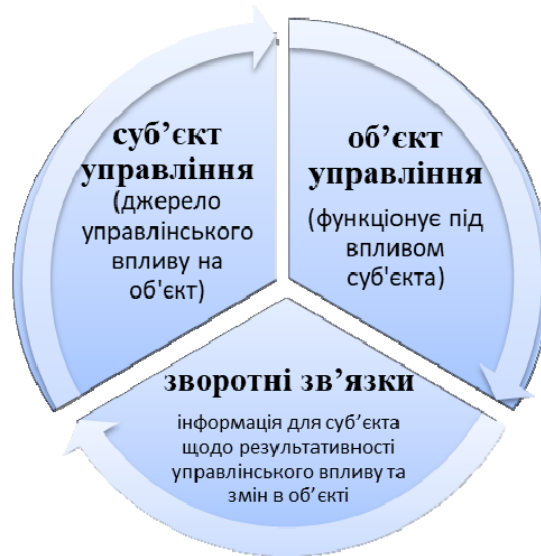 суб’єкт
управління
(джерело
управлінського
впливу на
об'єкт)
об’єкт
управління
(функціонує під
впливом
суб'єкта)
зворотні зв’язки
інформація для суб’єкта
щодо результативності
управлінського впливу та
змін в об’єкті